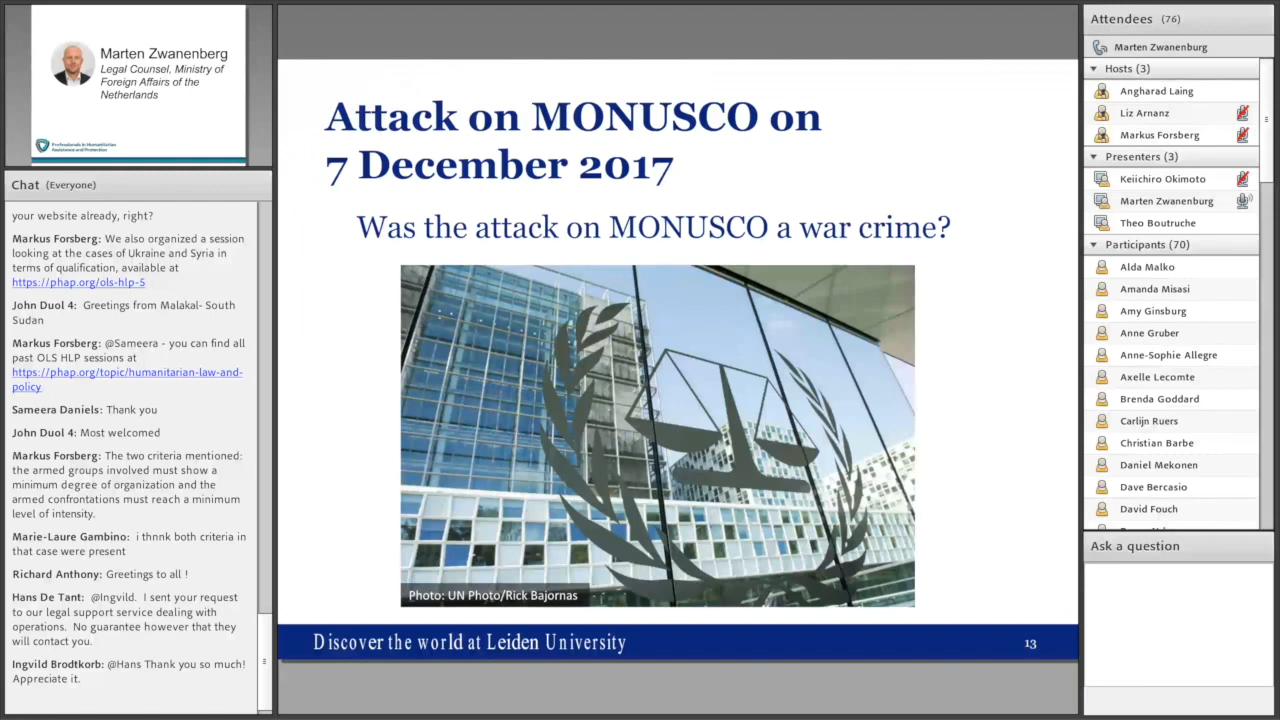 Marten Zwanenberg
Legal Counsel, Ministry of
Foreign Affairs of the
Netherlands
Professionals in Humanitarian
Assistance and Protection
Chat (Everyone)
your website already, right?
Markus Forsberg: We also organized a session
looking at the cases of Ukraine and Syria in
terms of qualification, available at
https://phap.org/ols-hlp-5
John Duol 4: Greetings from Malakal- South
Sudan
Markus Forsberg: @Sameera - you can find all
past OLS HLP sessions at
https://phap.org/topic/humanitarian-law-and-
policy
Sameera Daniels: Thank you
John Duol 4: Most welcomed
Markus Forsberg: The two criteria mentioned:
the armed groups involved must show a
minimum degree of organization and the
armed confrontations must reach a minimum
level of intensity.
Marie-Laure Gambino: i thnnk both criteria in
that case were present
Richard Anthony: Greetings to all !
Hans De Tant: @Ingvild. I sent your request
to our legal support service dealing with
operations. No guarantee however that they
will contact you.
Ingvild Brodtkorb: @Hans Thank you so much!
Appreciate it.
Attack on MONUSCO on
7 December 2017
Was the attack on MONUSCO a war crime?
Photo: UN Photo/Rick Bajornas
Discover the world at Leiden University
13
Attendees (76)
Marten Zwanenburg
Hosts (3)
Angharad Laing
Liz Arnanz
Markus Forsberg
Presenters (3)
Keiichiro Okimoto
Marten Zwanenburg
Theo Boutruche
Participants (70)
Alda Malko
Amanda Misasi
Amy Ginsburg
Anne Gruber
Anne-Sophie Allegre
Axelle Lecomte
Brenda Goddard
Carlijn Ruers
Christian Barbe
Daniel Mekonen
Dave Bercasio
David Fouch
Ask a question